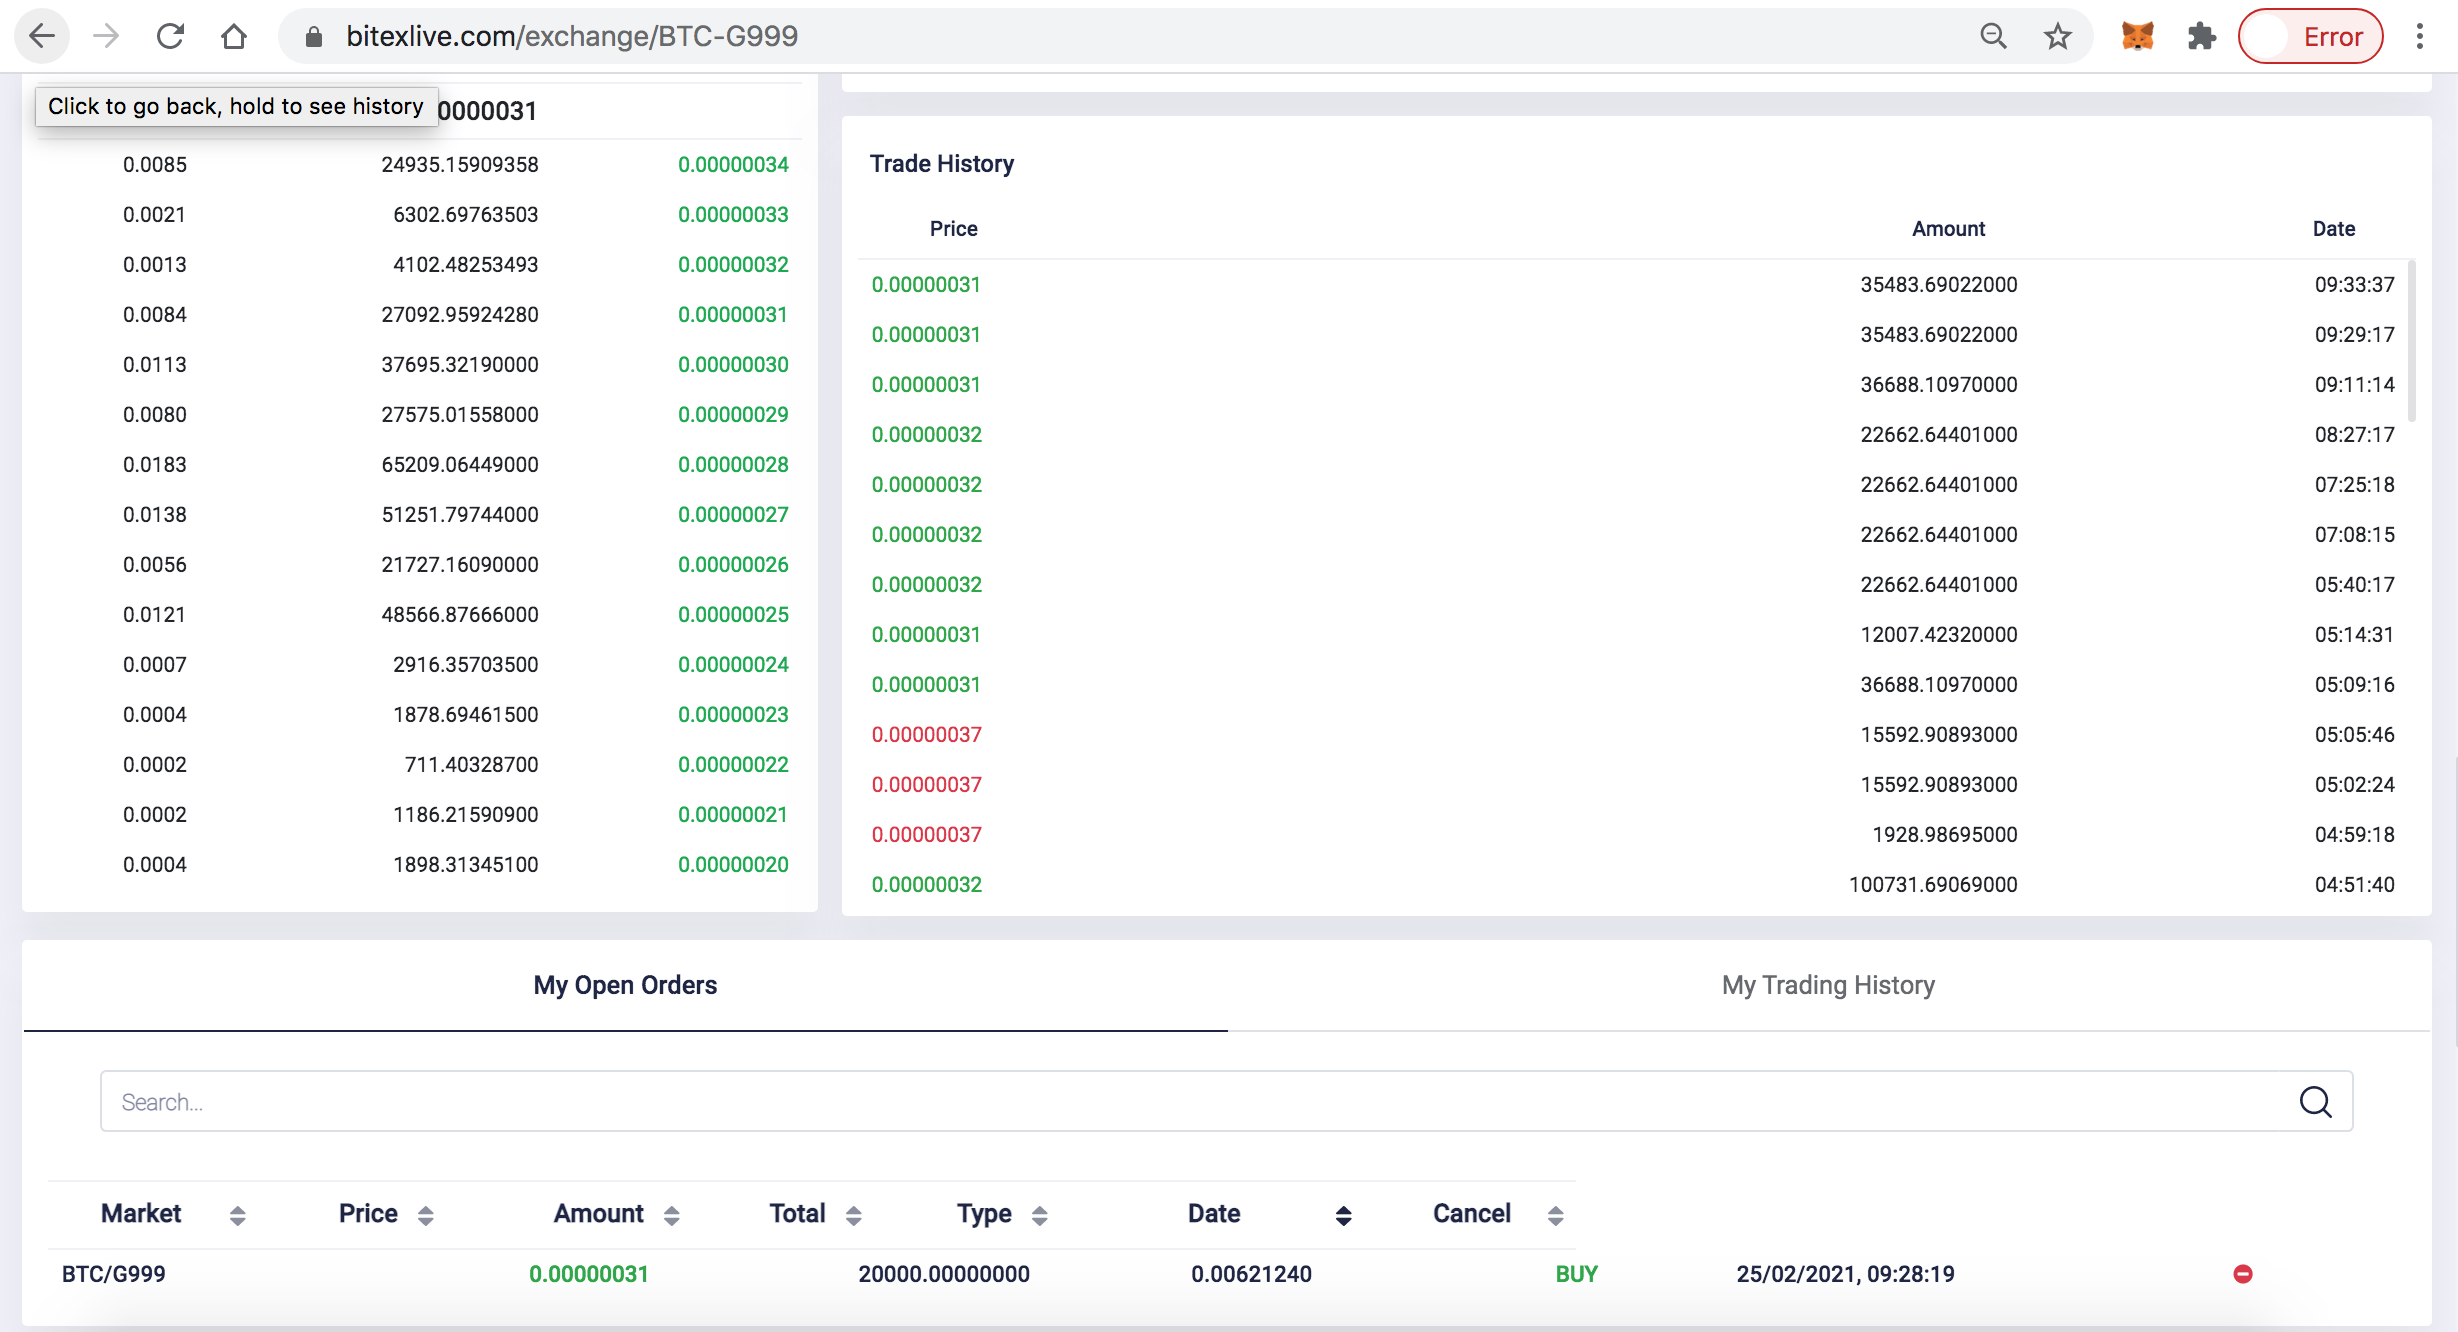 bitexlive.com/exchange/BTC-G999
Error
Click to go back, hold to see history
0000031
0.0085 24935.15909358 0.00000034
0.0021 6302.69763503 0.00000033
0.0013 4102.48253493 0.00000032
0.0084 27092.95924280 0.00000031
0.0113 37695.32190000 0.00000030
0.0080 27575.01558000 0.00000029
0.0183 65209.06449000 0.00000028
0.0138 51251.79744000 0.00000027
0.0056 21727.16090000 0.00000026
0.0121 48566.87666000 0.00000025
0.0007 2916.35703500 0.00000024
0.0004 1878.69461500 0.00000023
0.0002 711.40328700 0.00000022
0.0002 1186.21590900 0.00000021
0.0004 1898.31345100 0.00000020
Trade History
Price Amount Date
0.00000031 35483.69022000 09:33:37
0.00000031 35483.69022000 09:29:17
0.00000031 36688.10970000 09:11:14
0.00000032 22662.64401000 08:27:17
0.00000032 22662.64401000 07:25:18
0.00000032 22662.64401000 07:08:15
0.00000032 22662.64401000 05:40:17
0.00000031 12007.42320000 05:14:31
0.00000031 36688.10970000 05:09:16
0.00000037 15592.90893000 05:05:46
0.00000037 15592.90893000 05:02:24
0.00000037 1928.98695000 04:59:18
0.00000032 100731.69069000 04:51:40
My Open Orders My Trading History
Search...
Market Price Amount Total Type Date Cancel
BTC/G999 0.00000031 20000.00000000 0.00621240 BUY 25/02/2021, 09:28:19